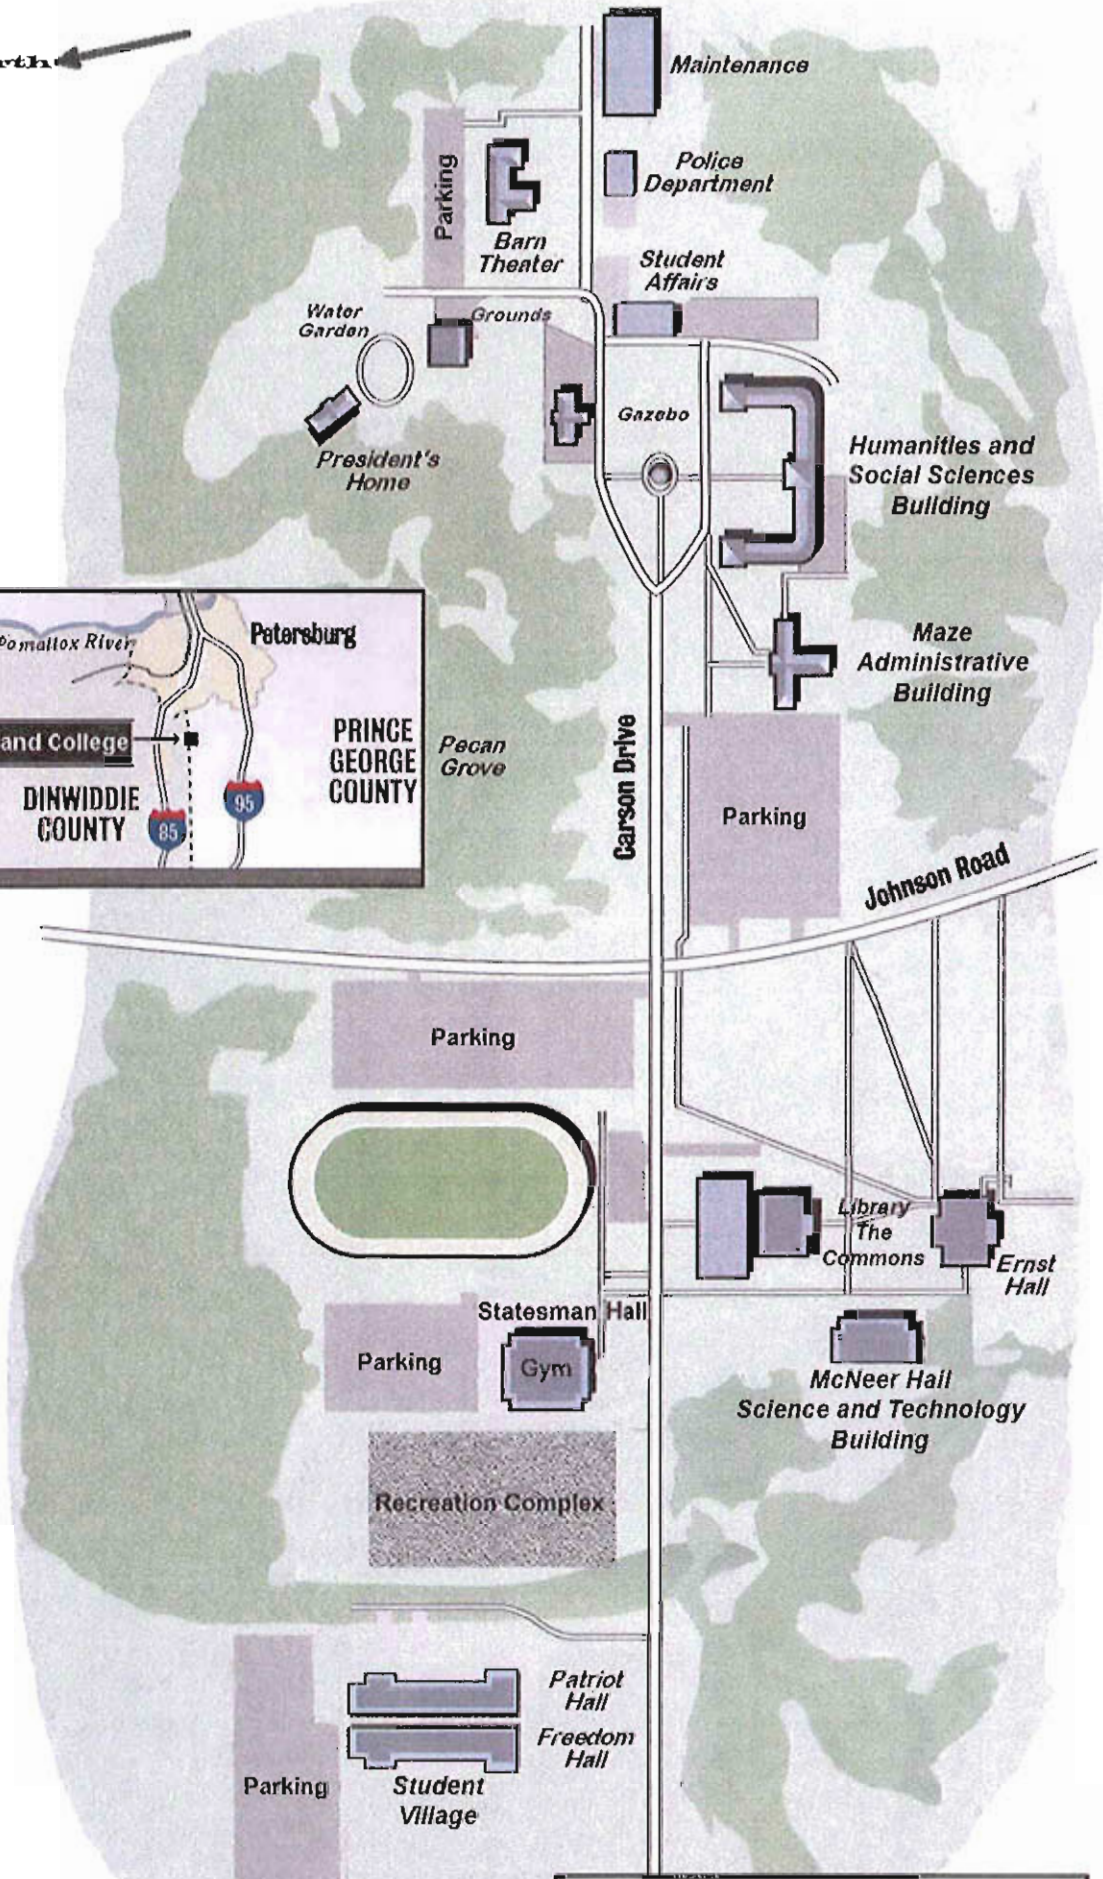 Maintenance
Police
Department
Parking
Barn
Theater
Student
Affairs
Water
Garden
Grounds
Gazebo
President's
Home
Humanities and
Social Sciences
Building
Petersburg
River
and College
PRINCE
GEORGE
COUNTY
DINWIDDIE
COUNTY
85
95
Pecan
Grove
Maze
Administrative
Building
Carson Drive
Parking
Johnson Road
Parking
Library
The
Commons
Ernst
Hall
Statesman Hall
Parking
Gym
McNeer Hall
Science and Technology
Building
Recreation Complex
Patriot
Hall
Freedom
Hall
Parking
Student
Village